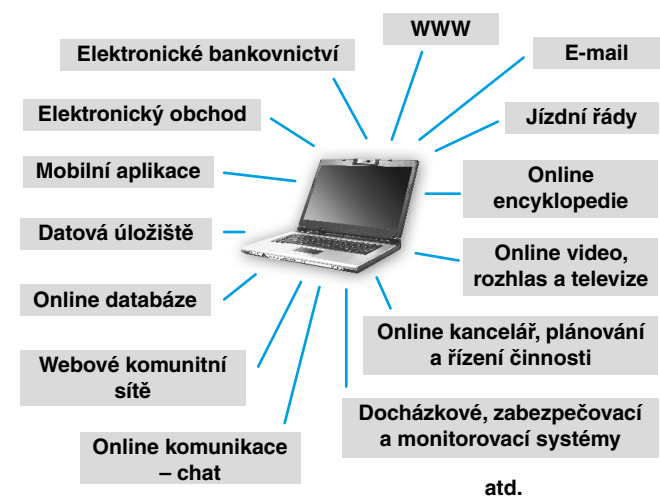 WWW
Elektronické bankovnictví
E-mail
Elektronický obchod
Jízdní řády
Mobilní aplikace
Online
encyklopedie
Datová úložiště
Online video,
rozhlas a televize
Online databáze
Online kancelář, plánování
a řízení činnosti
Webové komunitní
sítě
Docházkové, zabezpečovací
a monitorovací systémy
Online komunikace
– chat
atd.